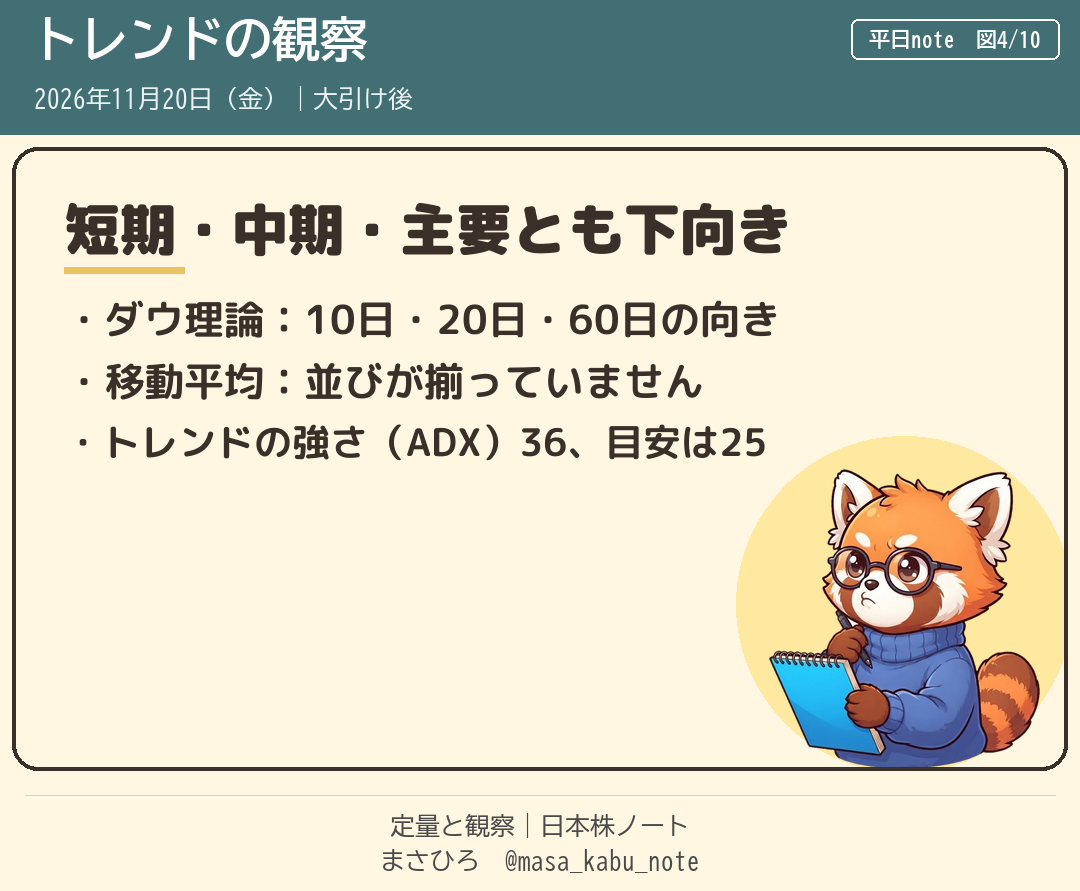 トレンドの観察
平日note 図4/10
2026年11月20日（金）｜大引け後
短期・中期・主要とも下向き
・ダウ理論：10日・20日・60日の向き
・移動平均：並びが揃っていません
・トレンドの強さ（ADX）36、目安は25
定量と観察｜日本株ノート
まさひろ @masa_kabu_note